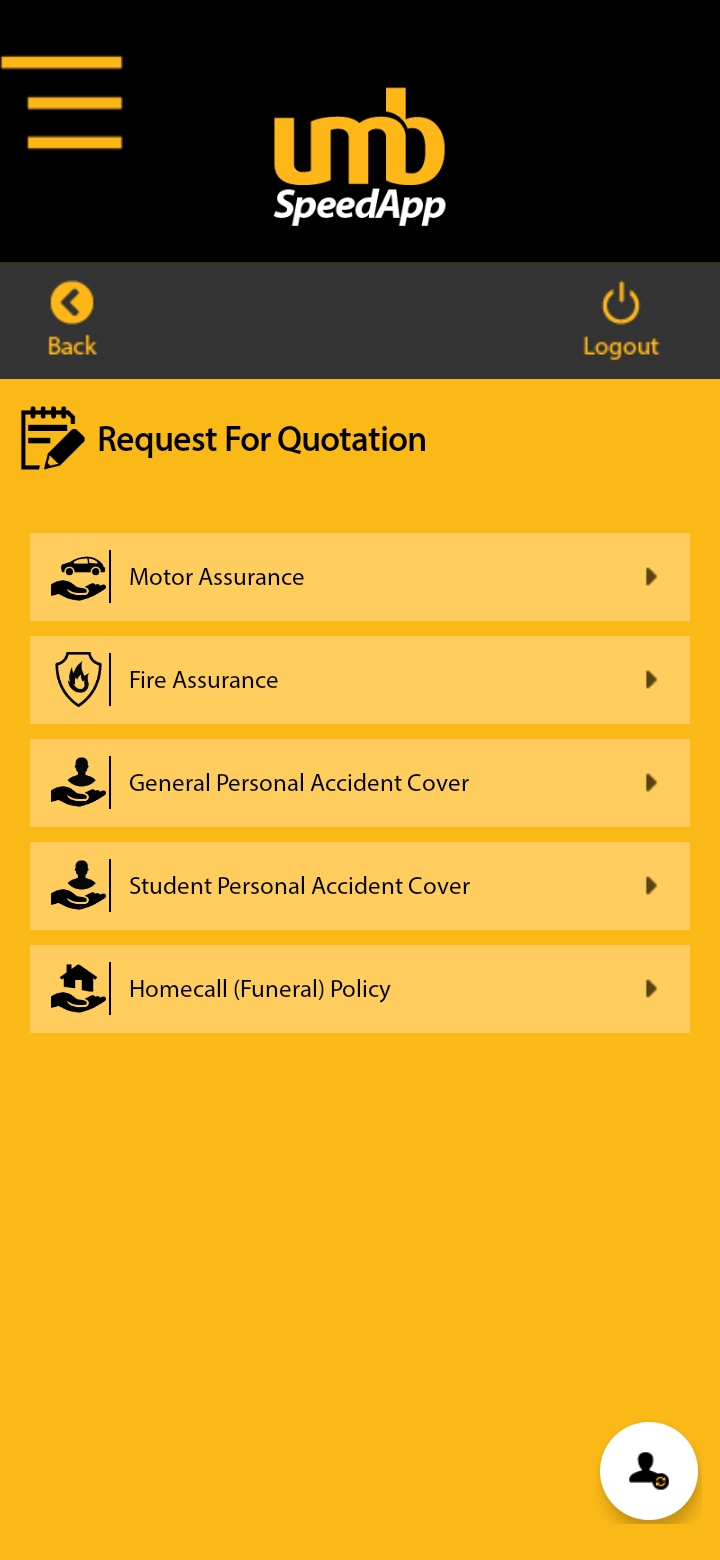 umb
SpeedApp
Back
Logout
Request For Quotation
Motor Assurance
Fire Assurance
General Personal Accident Cover
Student Personal Accident Cover
Homecall (Funeral) Policy